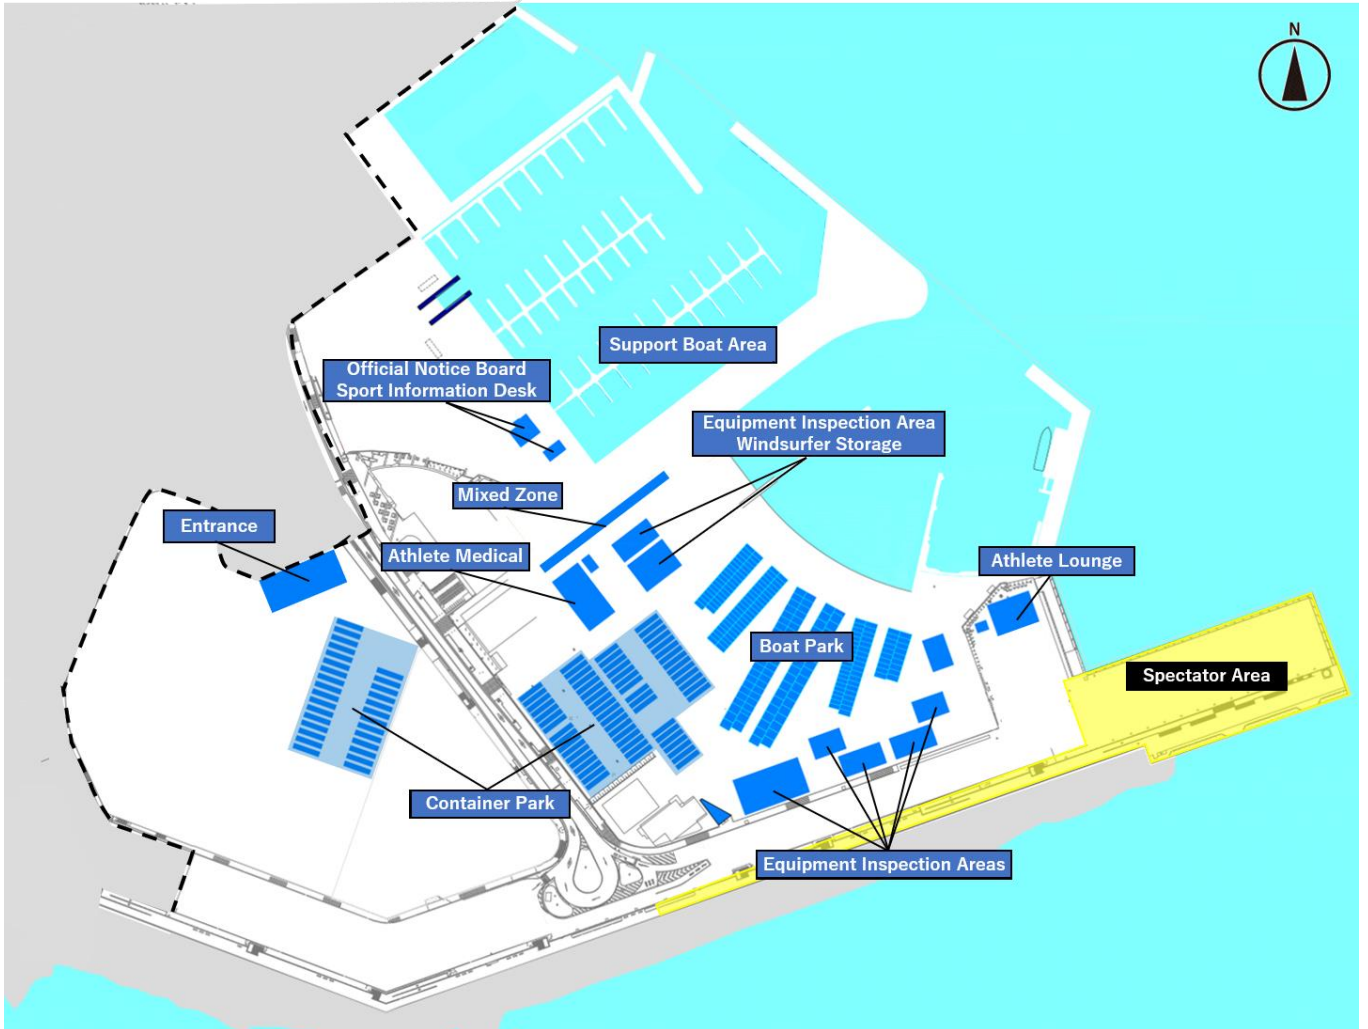 N
Support Boat Area
Official Notice Board
Sport Information Desk
Equipment Inspection Area
Windsurfer Storage
Mixed Zone
Entrance
Athlete Medical
Athlete Lounge
Boat Park
Spectator Area
Container Park
Equipment Inspection Areas